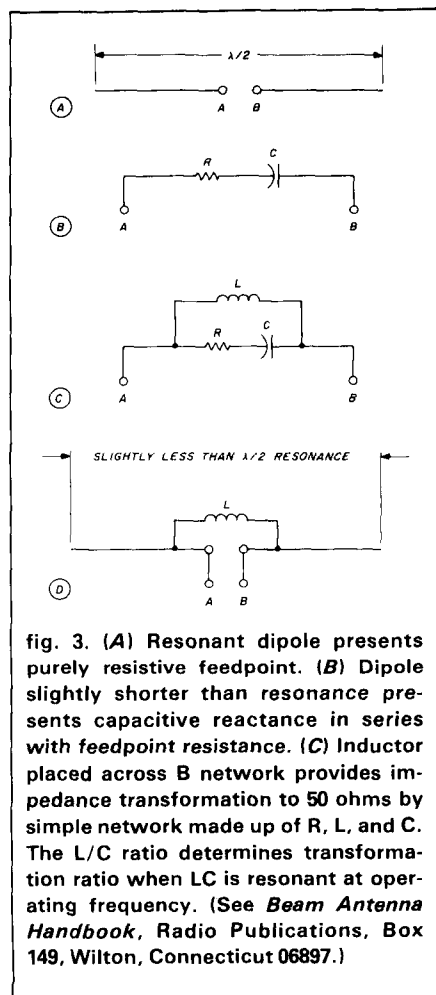 λ/2
A
A B
R C
B
A B
L
R C
C
A B
SLIGHTLY LESS THAN λ/2 RESONANCE
L
D
A B
fig. 3. (A) Resonant dipole presents
purely resistive feedpoint. (B) Dipole
slightly shorter than resonance pre-
sents capacitive reactance in series
with feedpoint resistance. (C) Inductor
placed across B network provides im-
pedance transformation to 50 ohms by
simple network made up of R, L, and C.
The L/C ratio determines transforma-
tion ratio when LC is resonant at oper-
ating frequency. (See Beam Antenna
Handbook, Radio Publications, Box
149, Wilton, Connecticut 06897.)